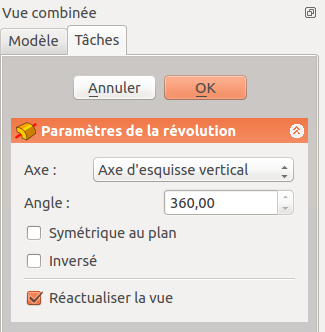 Vue combinée
Modèle Tâches
Annuler OK
Paramètres de la révolution
Axe : Axe d'esquisse vertical
Angle : 360,00
Symétrique au plan
Inversé
Réactualiser la vue